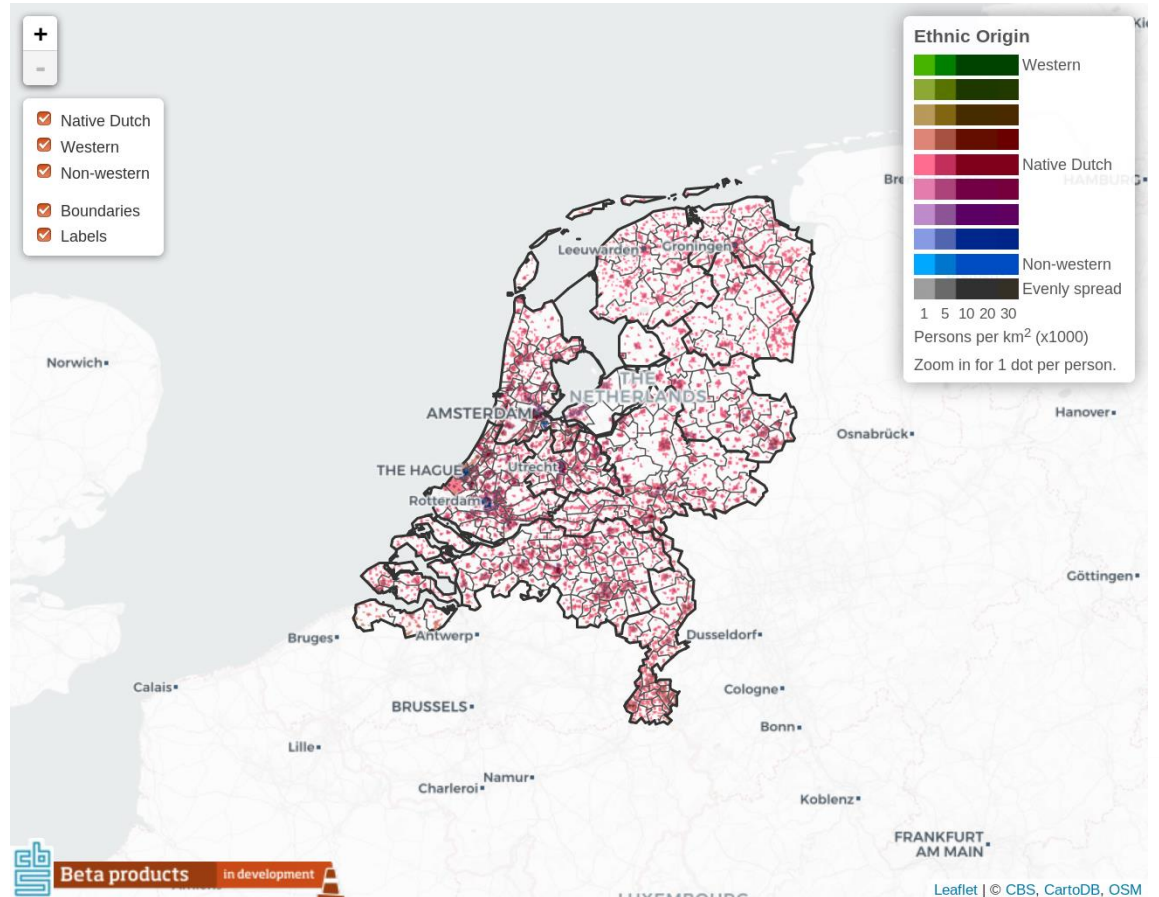 +
-
Native Dutch
Western
Non-western
Boundaries
Labels
Ethnic Origin
Western
Native Dutch
Non-western
Evenly spread
1 5 10 20 30
Persons per km² (x1000)
Zoom in for 1 dot per person.
HAMBURG
Leeuwarden
Groningen
Norwich
THE
NETHERLANDS
AMSTERDAM
Hanover
Osnabrück
THE HAGUE
Utrecht
Rotterdam
Göttingen
Bruges
Antwerp
Dusseldorf
Calais
Cologne
BRUSSELS
Bonn
Lille
Namur
Charleroi
Koblenz
FRANKFURT
AM MAIN
cbs
Beta products
in development
LUXEMBOURG
Leaflet | © CBS, CartoDB, OSM